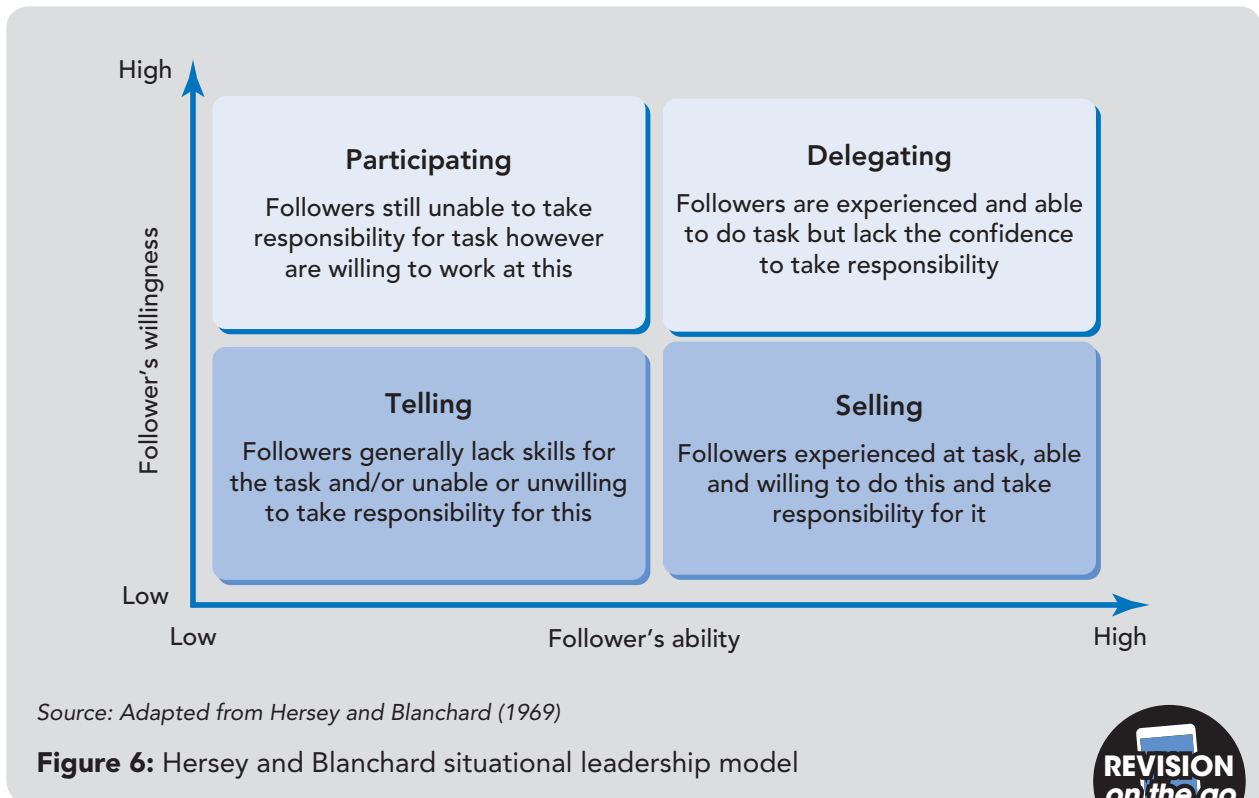 High
Participating
Followers still unable to take
responsibility for task however
are willing to work at this
Delegating
Followers are experienced and able
to do task but lack the confidence
to take responsibility
Follower's willingness
Telling
Followers generally lack skills for
the task and/or unable or unwilling
to take responsibility for this
Selling
Followers experienced at task, able
and willing to do this and take
responsibility for it
Low
Low
Follower's ability
High
Source: Adapted from Hersey and Blanchard (1969)
Figure 6: Hersey and Blanchard situational leadership model
REVISION
on the go